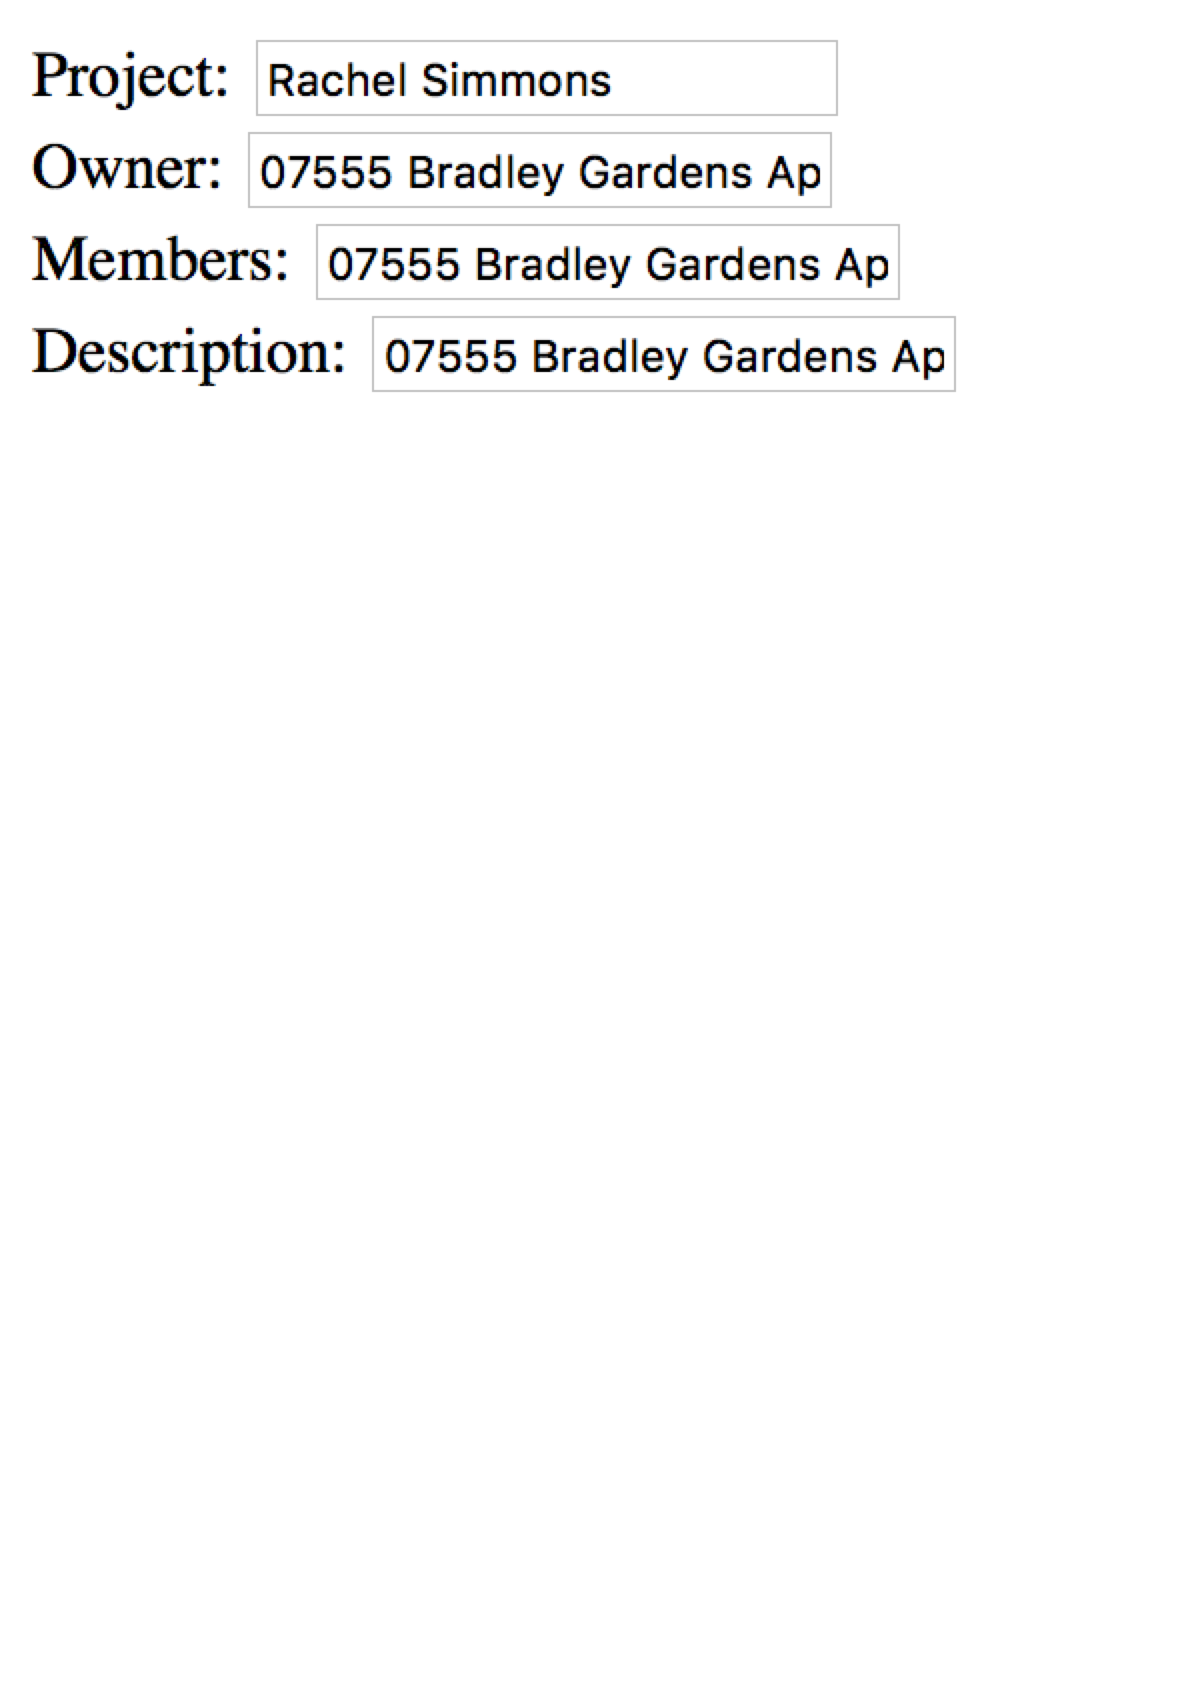 Project: Rachel Simmons
Owner: 07555 Bradley Gardens Ap
Members: 07555 Bradley Gardens Ap
Description: 07555 Bradley Gardens Ap